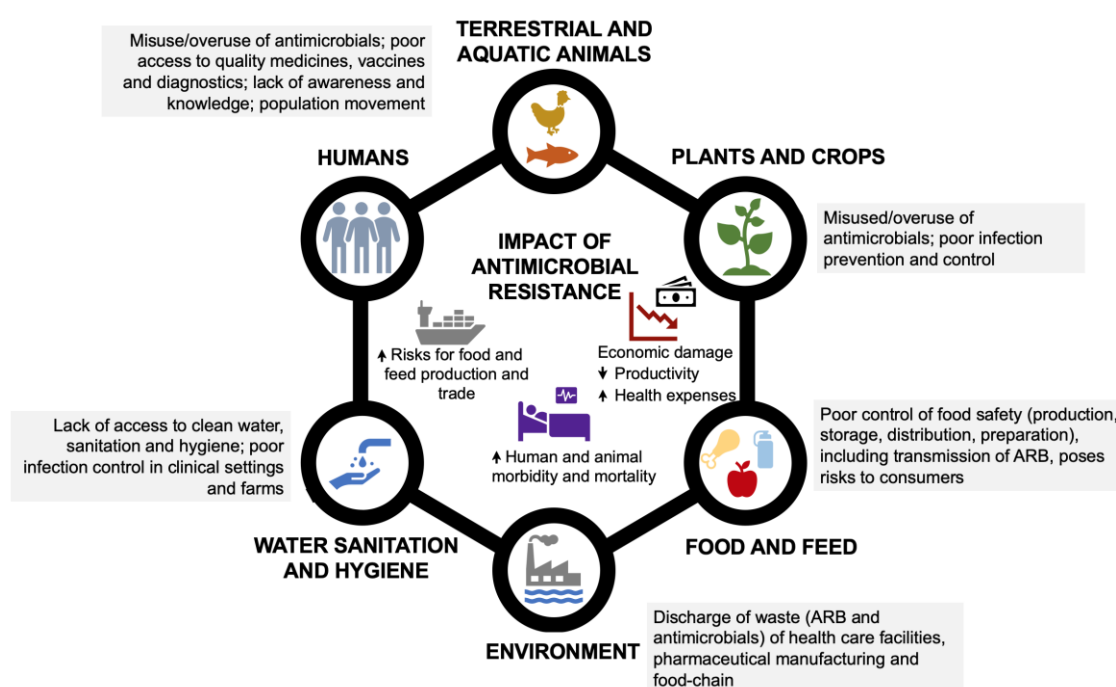 TERRESTRIAL AND
AQUATIC ANIMALS
Misuse/overuse of antimicrobials; poor
access to quality medicines, vaccines
and diagnostics; lack of awareness and
knowledge; population movement
HUMANS
PLANTS AND CROPS
Misused/overuse of
antimicrobials; poor infection
prevention and control
IMPACT OF
ANTIMICROBIAL
RESISTANCE
Risks for food and
feed production and
trade
Economic damage
Productivity
Health expenses
Human and animal
morbidity and mortality
Lack of access to clean water,
sanitation and hygiene; poor
infection control in clinical settings
and farms
Poor control of food safety (production,
storage, distribution, preparation),
including transmission of ARB, poses
risks to consumers
WATER SANITATION
AND HYGIENE
FOOD AND FEED
ENVIRONMENT
Discharge of waste (ARB and
antimicrobials) of health care facilities,
pharmaceutical manufacturing and
food-chain